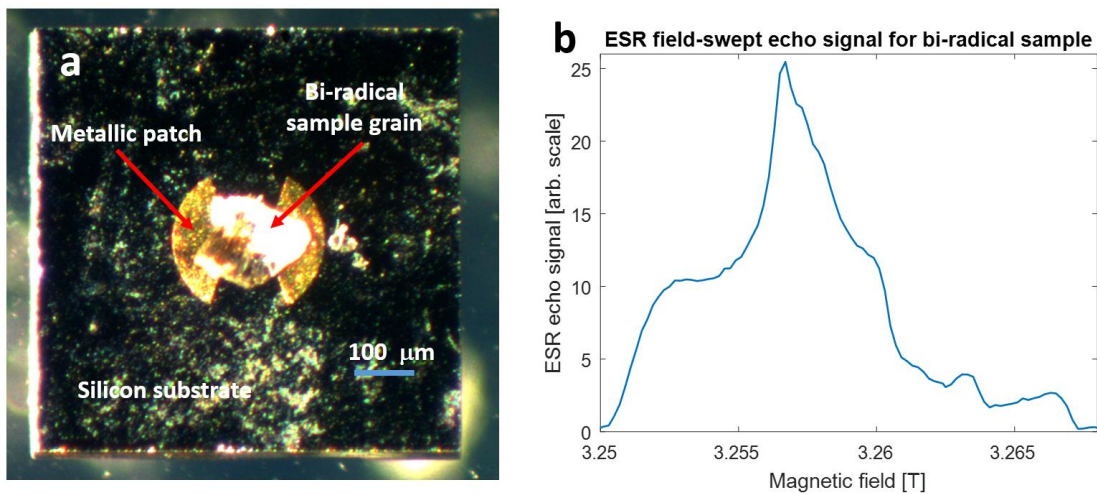 a
Bi-radical
sample grain
Metallic patch
100 μm
Silicon substrate
b
ESR field-swept echo signal for bi-radical sample
ESR echo signal [arb. scale]
25
20
15
10
5
0
3.25
3.255
3.26
3.265
Magnetic field [T]